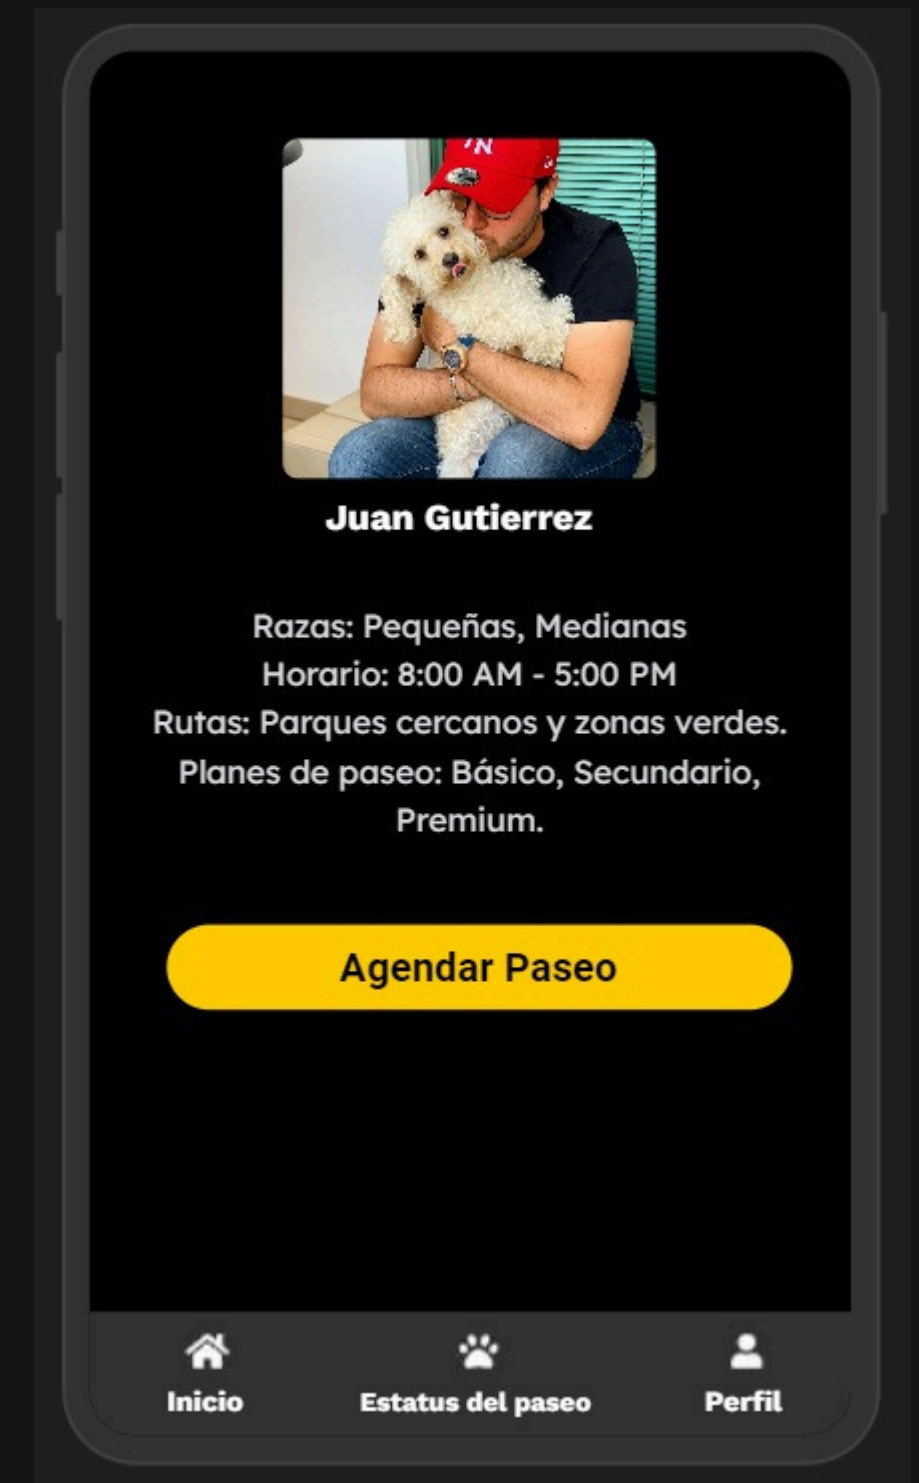 Juan Gutierrez
Razas: Pequeñas, Medianas
Horario: 8:00 AM - 5:00 PM
Rutas: Parques cercanos y zonas verdes.
Planes de paseo: Básico, Secundario,
Premium.
Agendar Paseo
Inicio
Estatus del paseo
Perfil